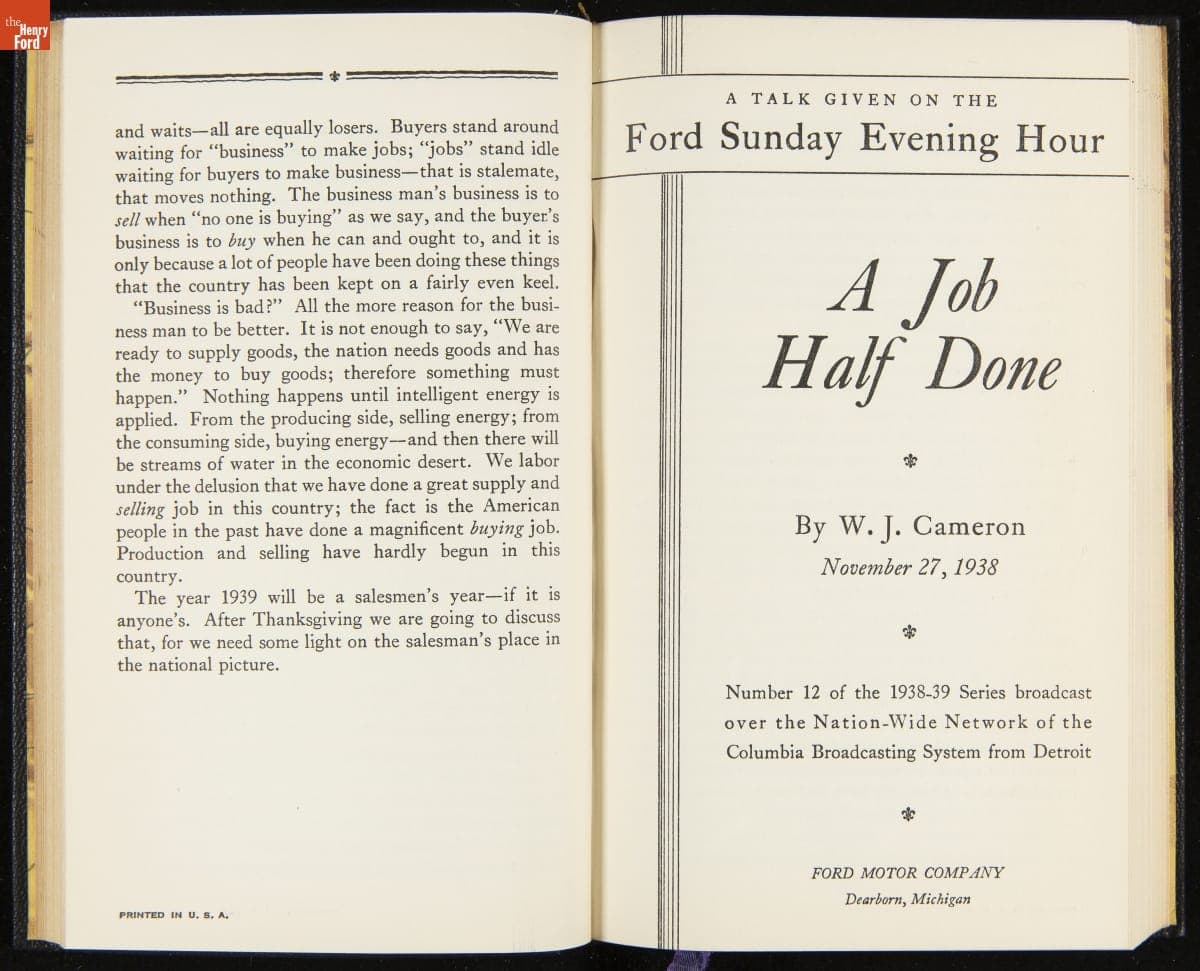 the
Henry
Ford
and waits—all are equally losers. Buyers stand around
waiting for “business” to make jobs; “jobs” stand idle
waiting for buyers to make business—that is stalemate,
that moves nothing. The business man’s business is to
sell when “no one is buying” as we say, and the buyer’s
business is to buy when he can and ought to, and it is
only because a lot of people have been doing these things
that the country has been kept on a fairly even keel.
“Business is bad?” All the more reason for the busi-
ness man to be better. It is not enough to say, “We are
ready to supply goods, the nation needs goods and has
the money to buy goods; therefore something must
happen.” Nothing happens until intelligent energy is
applied. From the producing side, selling energy; from
the consuming side, buying energy—and then there will
be streams of water in the economic desert. We labor
under the delusion that we have done a great supply and
selling job in this country; the fact is the American
people in the past have done a magnificent buying job.
Production and selling have hardly begun in this
country.
The year 1939 will be a salesmen’s year—if it is
anyone’s. After Thanksgiving we are going to discuss
that, for we need some light on the salesman’s place in
the national picture.
PRINTED IN U. S. A.
A TALK GIVEN ON THE
Ford Sunday Evening Hour
A Job
Half Done
By W. J. Cameron
November 27, 1938
Number 12 of the 1938-39 Series broadcast
over the Nation-Wide Network of the
Columbia Broadcasting System from Detroit
FORD MOTOR COMPANY
Dearborn, Michigan